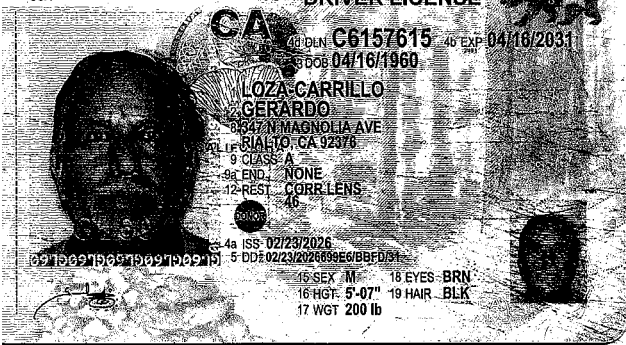 DRIVER LICENSE
CA
4d DLN C6157615 4b EXP 04/16/2031
3 DOB 04/16/1960
LOZA-CARRILLO
GERARDO
347 N MAGNOLIA AVE
RIALTO, CA 92376
9 CLASS A
9a END NONE
12 REST CORR LENS
46
DONOR
4a ISS 02/23/2026
5 DD 02/23/2026699E6/BBFD/31
15 SEX M 18 EYES BRN
16 HGT 5'-07" 19 HAIR BLK
17 WGT 200 lb